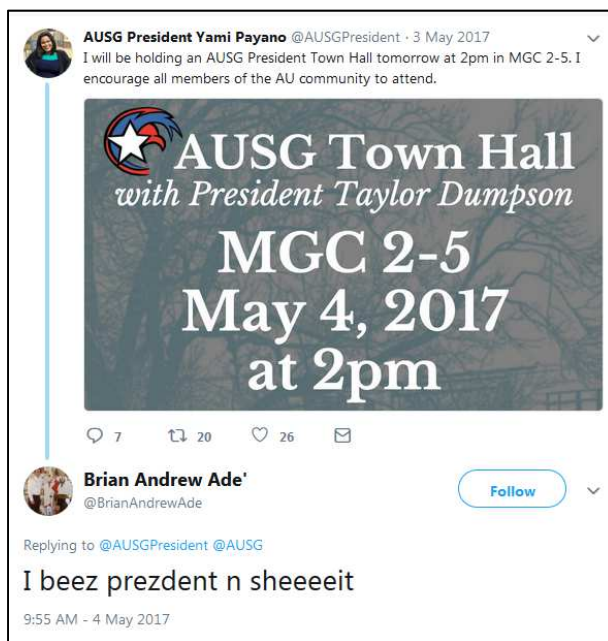 AUSG President Yami Payano @AUSGPresident · 3 May 2017
I will be holding an AUSG President Town Hall tomorrow at 2pm in MGC 2-5. I
encourage all members of the AU community to attend.
AUSG Town Hall
with President Taylor Dumpson
MGC 2-5
May 4, 2017
at 2pm
7 20 26
Brian Andrew Ade'
@BrianAndrewAde
Follow
Replying to @AUSGPresident @AUSG
I beez prezdent n sheeeeit
9:55 AM - 4 May 2017